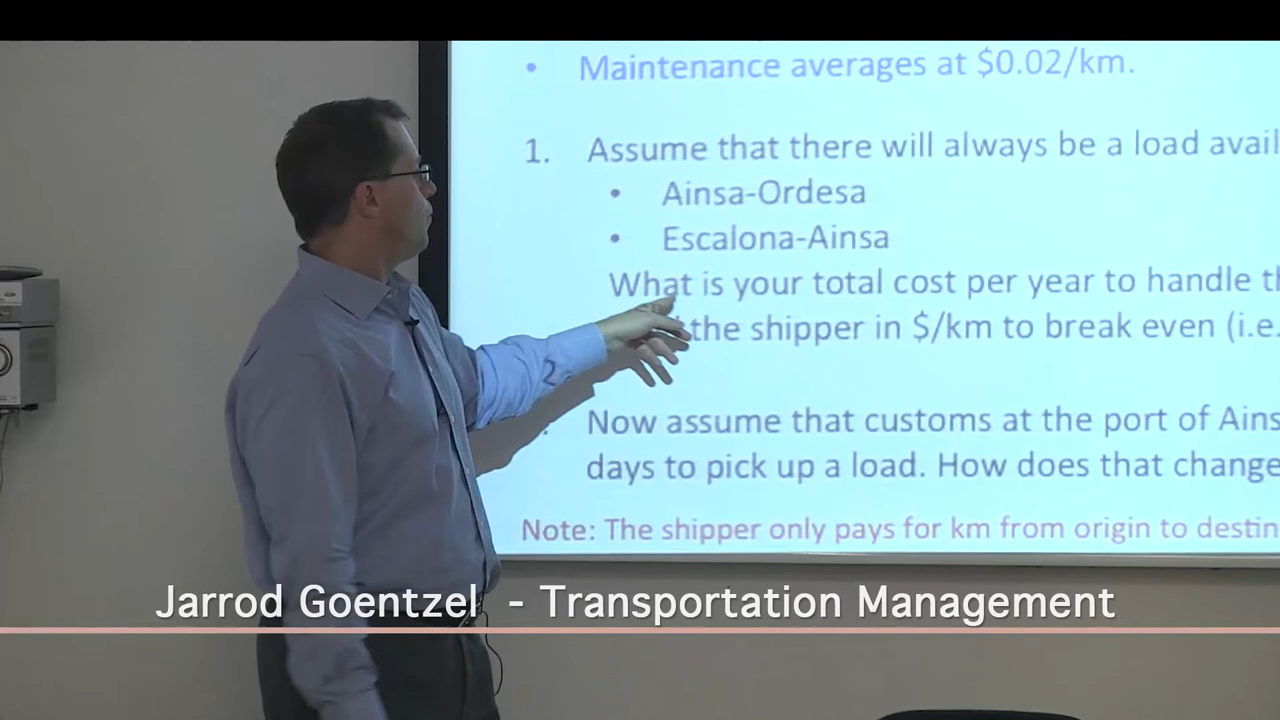 • Maintenance averages at $0.02/km.
1. Assume that there will always be a load avail
• Ainsa-Ordesa
• Escalona-Ainsa
What is your total cost per year to handle th
the shipper in $/km to break even (i.e.
Now assume that customs at the port of Ains
days to pick up a load. How does that change
Note: The shipper only pays for km from origin to destin
Jarrod Goentzel - Transportation Management